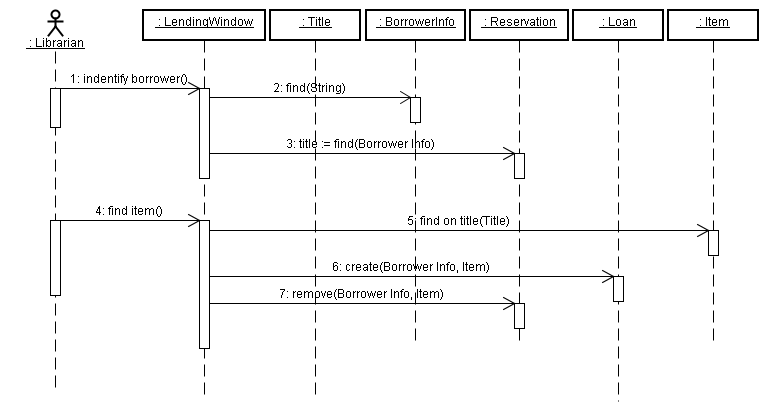 : Librarian
: LendingWindow
: Title
: BorrowerInfo
: Reservation
: Loan
: Item
1: indentify borrower()
2: find(String)
3: title := find(Borrower Info)
4: find item()
5: find on title(Title)
6: create(Borrower Info, Item)
7: remove(Borrower Info, Item)